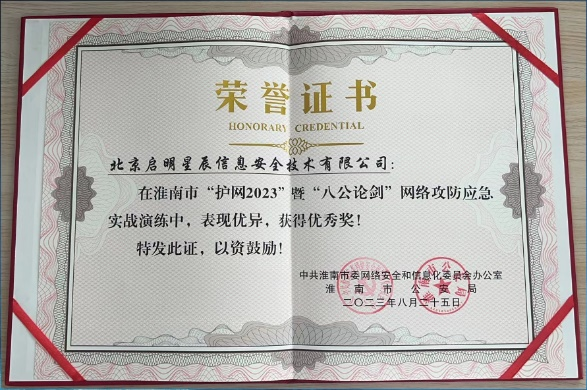 荣誉证书
HONORARY CREDENTIAL
北京启明星辰信息安全技术有限公司：
在淮南市“护网2023”暨“八公论剑”网络攻防应急
实战演练中，表现优异，获得优秀奖！
特发此证，以资鼓励！
中共淮南市委网络安全和信息化委员会办公室
淮南市公安局
二〇二三年八月二十五日